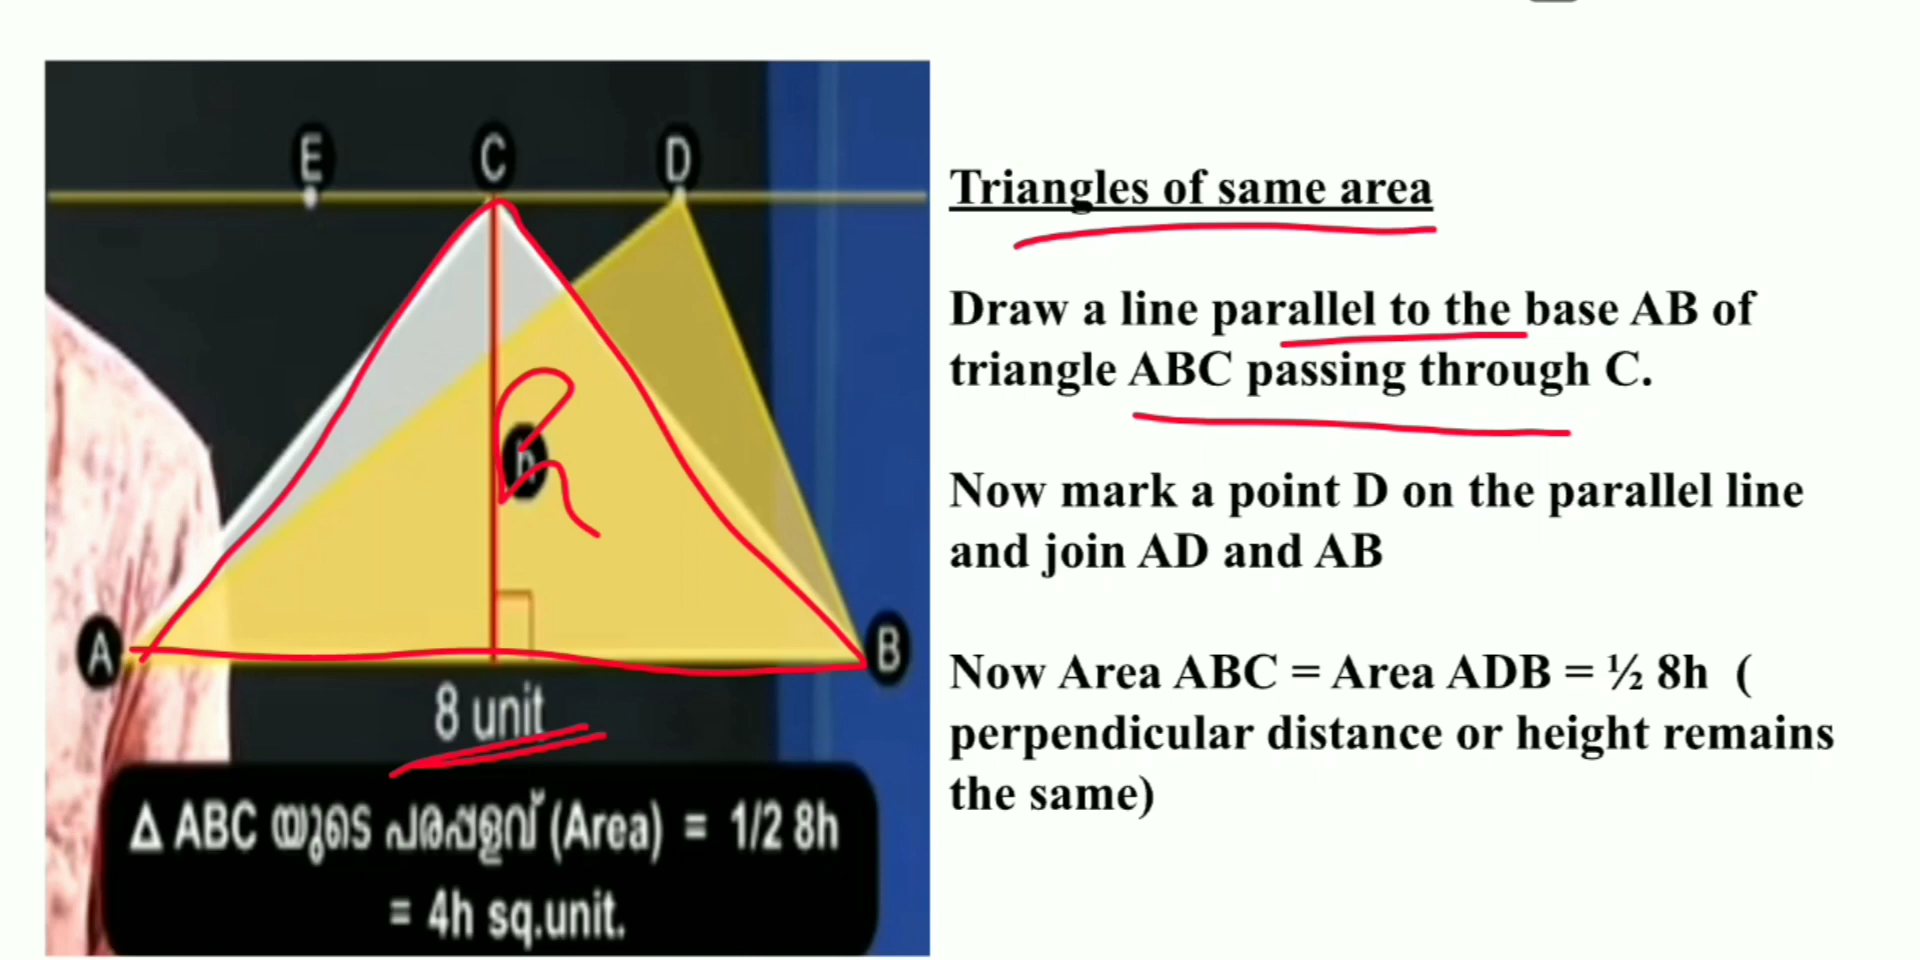 E C D
h
A B
8 unit
Δ ABC യുടെ പരപ്പളവ് (Area) = 1/2 8h
= 4h sq.unit.
Triangles of same area
Draw a line parallel to the base AB of
triangle ABC passing through C.
Now mark a point D on the parallel line
and join AD and AB
Now Area ABC = Area ADB = ½ 8h (
perpendicular distance or height remains
the same)